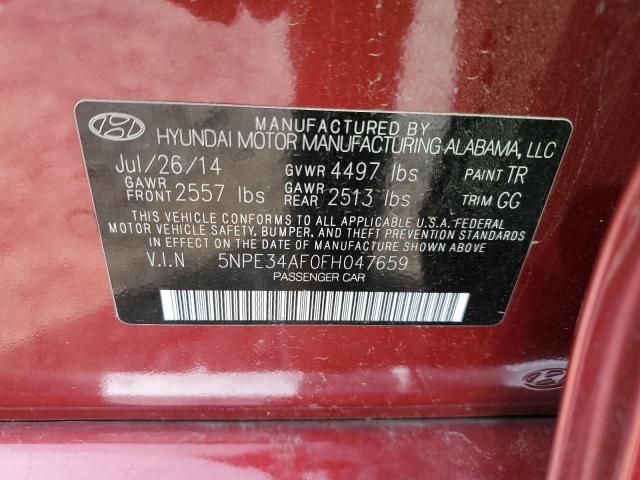 MANUFACTURED BY
HYUNDAI MOTOR MANUFACTURING ALABAMA, LLC
Jul/26/14 GVWR 4497 lbs PAINT TR
GAWR FRONT 2557 lbs GAWR REAR 2513 lbs TRIM GG
THIS VEHICLE CONFORMS TO ALL APPLICABLE U.S.A. FEDERAL
MOTOR VEHICLE SAFETY, BUMPER, AND THEFT PREVENTION STANDARDS
IN EFFECT ON THE DATE OF MANUFACTURE SHOWN ABOVE
V.I.N 5NPE34AF0FH047659
PASSENGER CAR